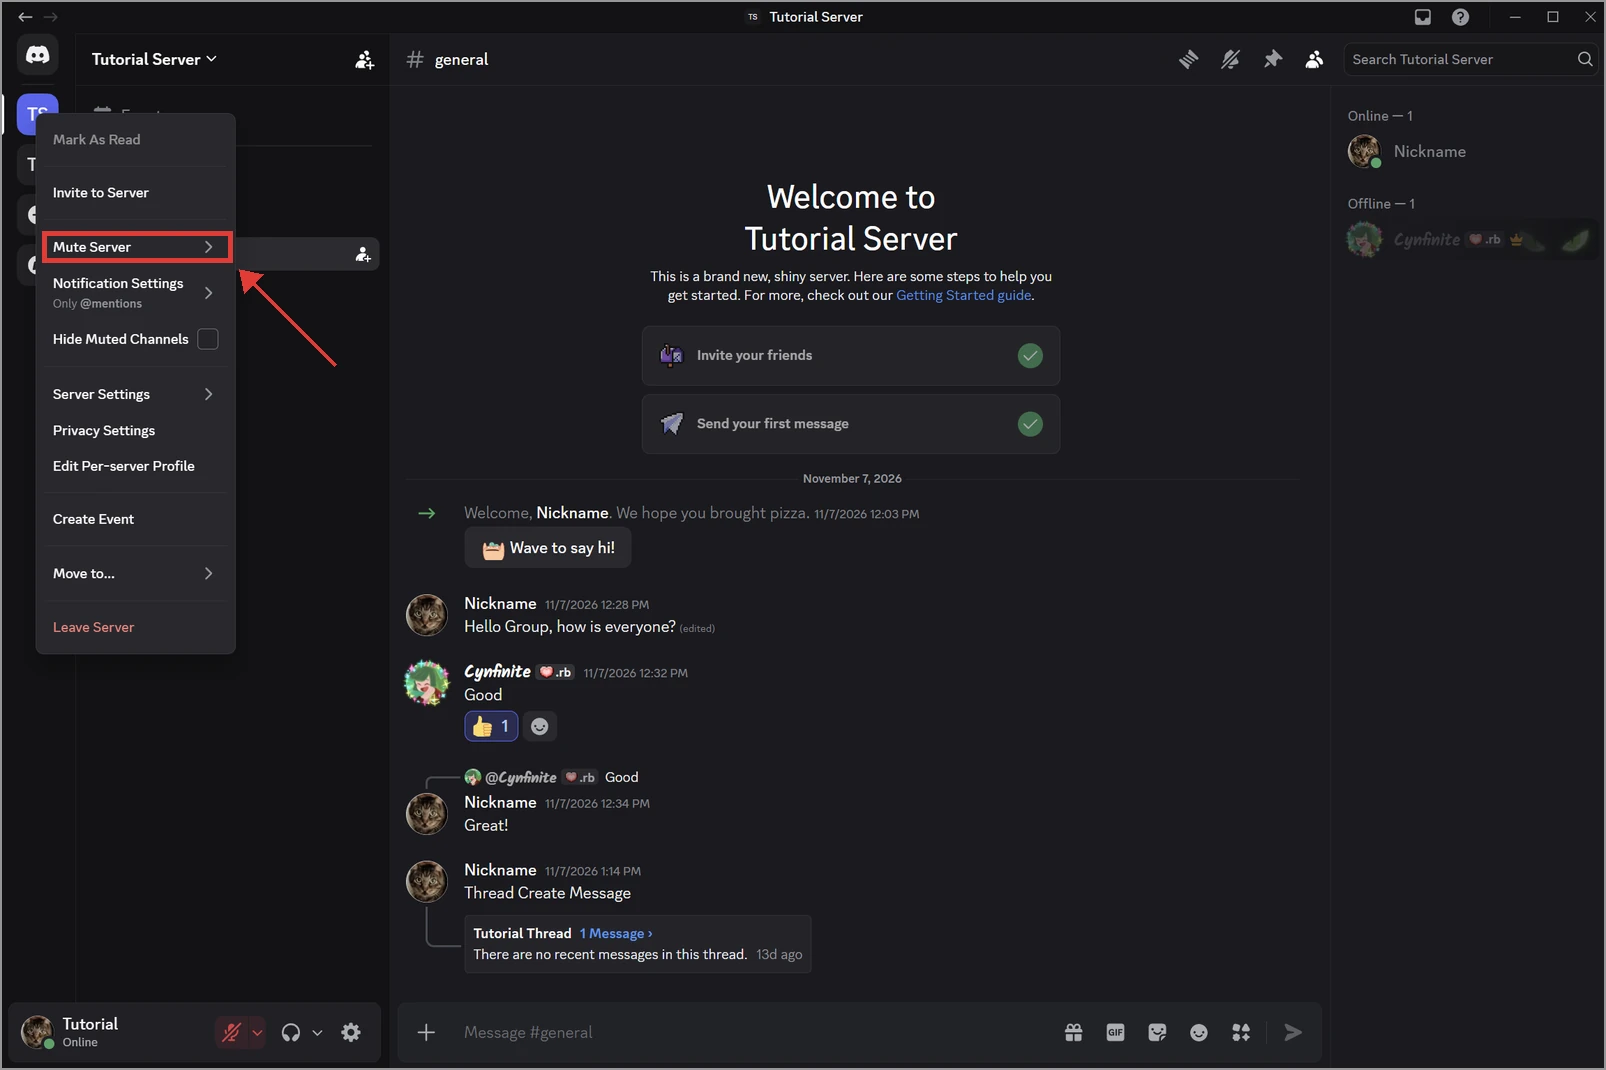 TS Tutorial Server
Tutorial Server
# general
Search Tutorial Server
TS
Mark As Read
Invite to Server
Mute Server
Notification Settings
Only @mentions
Hide Muted Channels
Server Settings
Privacy Settings
Edit Per-server Profile
Create Event
Move to...
Leave Server
Welcome to
Tutorial Server
This is a brand new, shiny server. Here are some steps to help you
get started. For more, check out our Getting Started guide.
Invite your friends
Send your first message
November 7, 2026
Welcome, Nickname. We hope you brought pizza. 11/7/2026 12:03 PM
Wave to say hi!
Nickname 11/7/2026 12:28 PM
Hello Group, how is everyone? (edited)
Cynfinite .rb 11/7/2026 12:32 PM
Good
1
@Cynfinite .rb Good
Nickname 11/7/2026 12:34 PM
Great!
Nickname 11/7/2026 1:14 PM
Thread Create Message
Tutorial Thread 1 Message ›
There are no recent messages in this thread. 13d ago
Message #general
GIF
Online — 1
Nickname
Offline — 1
Cynfinite .rb
Tutorial
Online